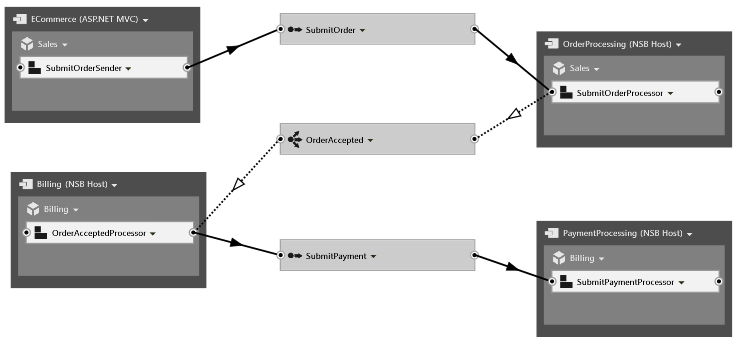 ECommerce (ASP.NET MVC)
Sales
SubmitOrderSender
SubmitOrder
OrderProcessing (NSB Host)
Sales
SubmitOrderProcessor
OrderAccepted
Billing (NSB Host)
Billing
OrderAcceptedProcessor
SubmitPayment
PaymentProcessing (NSB Host)
Billing
SubmitPaymentProcessor